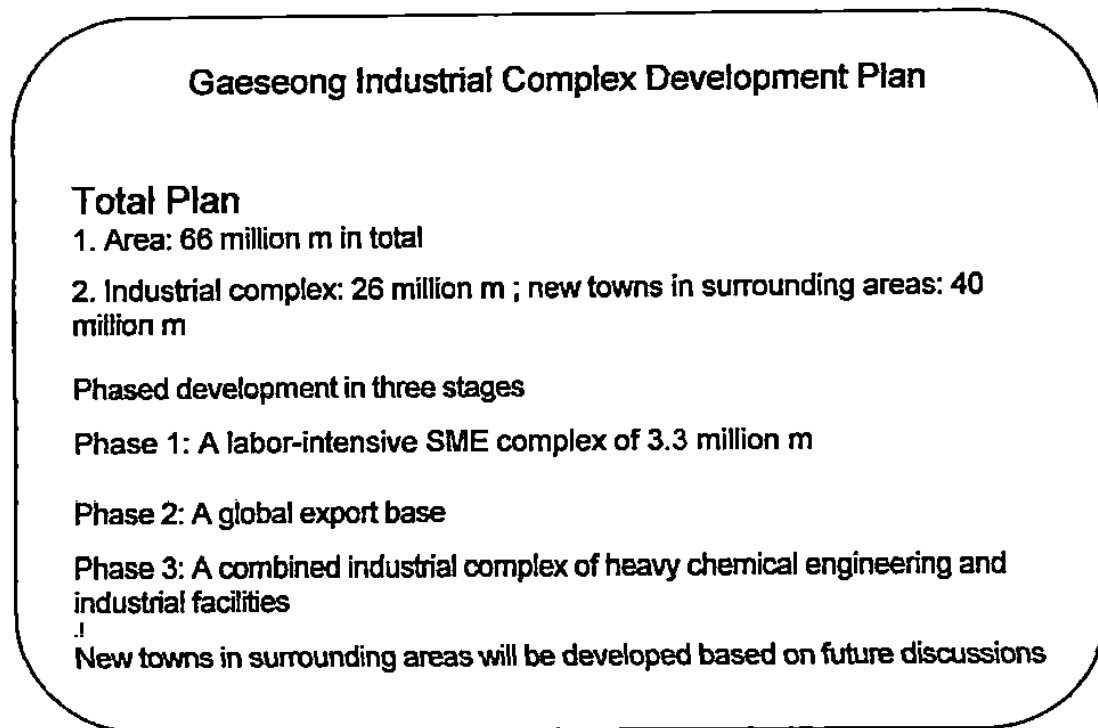 Gaeseong Industrial Complex Development Plan
Total Plan
1. Area: 66 million m in total
2. Industrial complex: 26 million m ; new towns in surrounding areas: 40
million m
Phased development in three stages
Phase 1: A labor-intensive SME complex of 3.3 million m
Phase 2: A global export base
Phase 3: A combined industrial complex of heavy chemical engineering and
industrial facilities
.!
New towns in surrounding areas will be developed based on future discussions